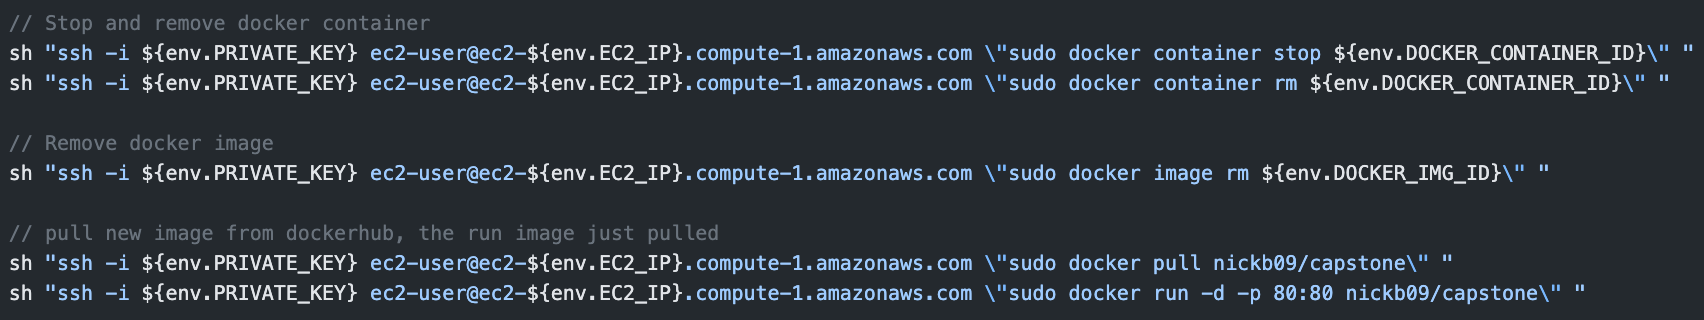 // Stop and remove docker container
sh "ssh -i ${env.PRIVATE_KEY} ec2-user@ec2-${env.EC2_IP}.compute-1.amazonaws.com \"sudo docker container stop ${env.DOCKER_CONTAINER_ID}\" "
sh "ssh -i ${env.PRIVATE_KEY} ec2-user@ec2-${env.EC2_IP}.compute-1.amazonaws.com \"sudo docker container rm ${env.DOCKER_CONTAINER_ID}\" "
// Remove docker image
sh "ssh -i ${env.PRIVATE_KEY} ec2-user@ec2-${env.EC2_IP}.compute-1.amazonaws.com \"sudo docker image rm ${env.DOCKER_IMG_ID}\" "
// pull new image from dockerhub, the run image just pulled
sh "ssh -i ${env.PRIVATE_KEY} ec2-user@ec2-${env.EC2_IP}.compute-1.amazonaws.com \"sudo docker pull nickb09/capstone\" "
sh "ssh -i ${env.PRIVATE_KEY} ec2-user@ec2-${env.EC2_IP}.compute-1.amazonaws.com \"sudo docker run -d -p 80:80 nickb09/capstone\" "